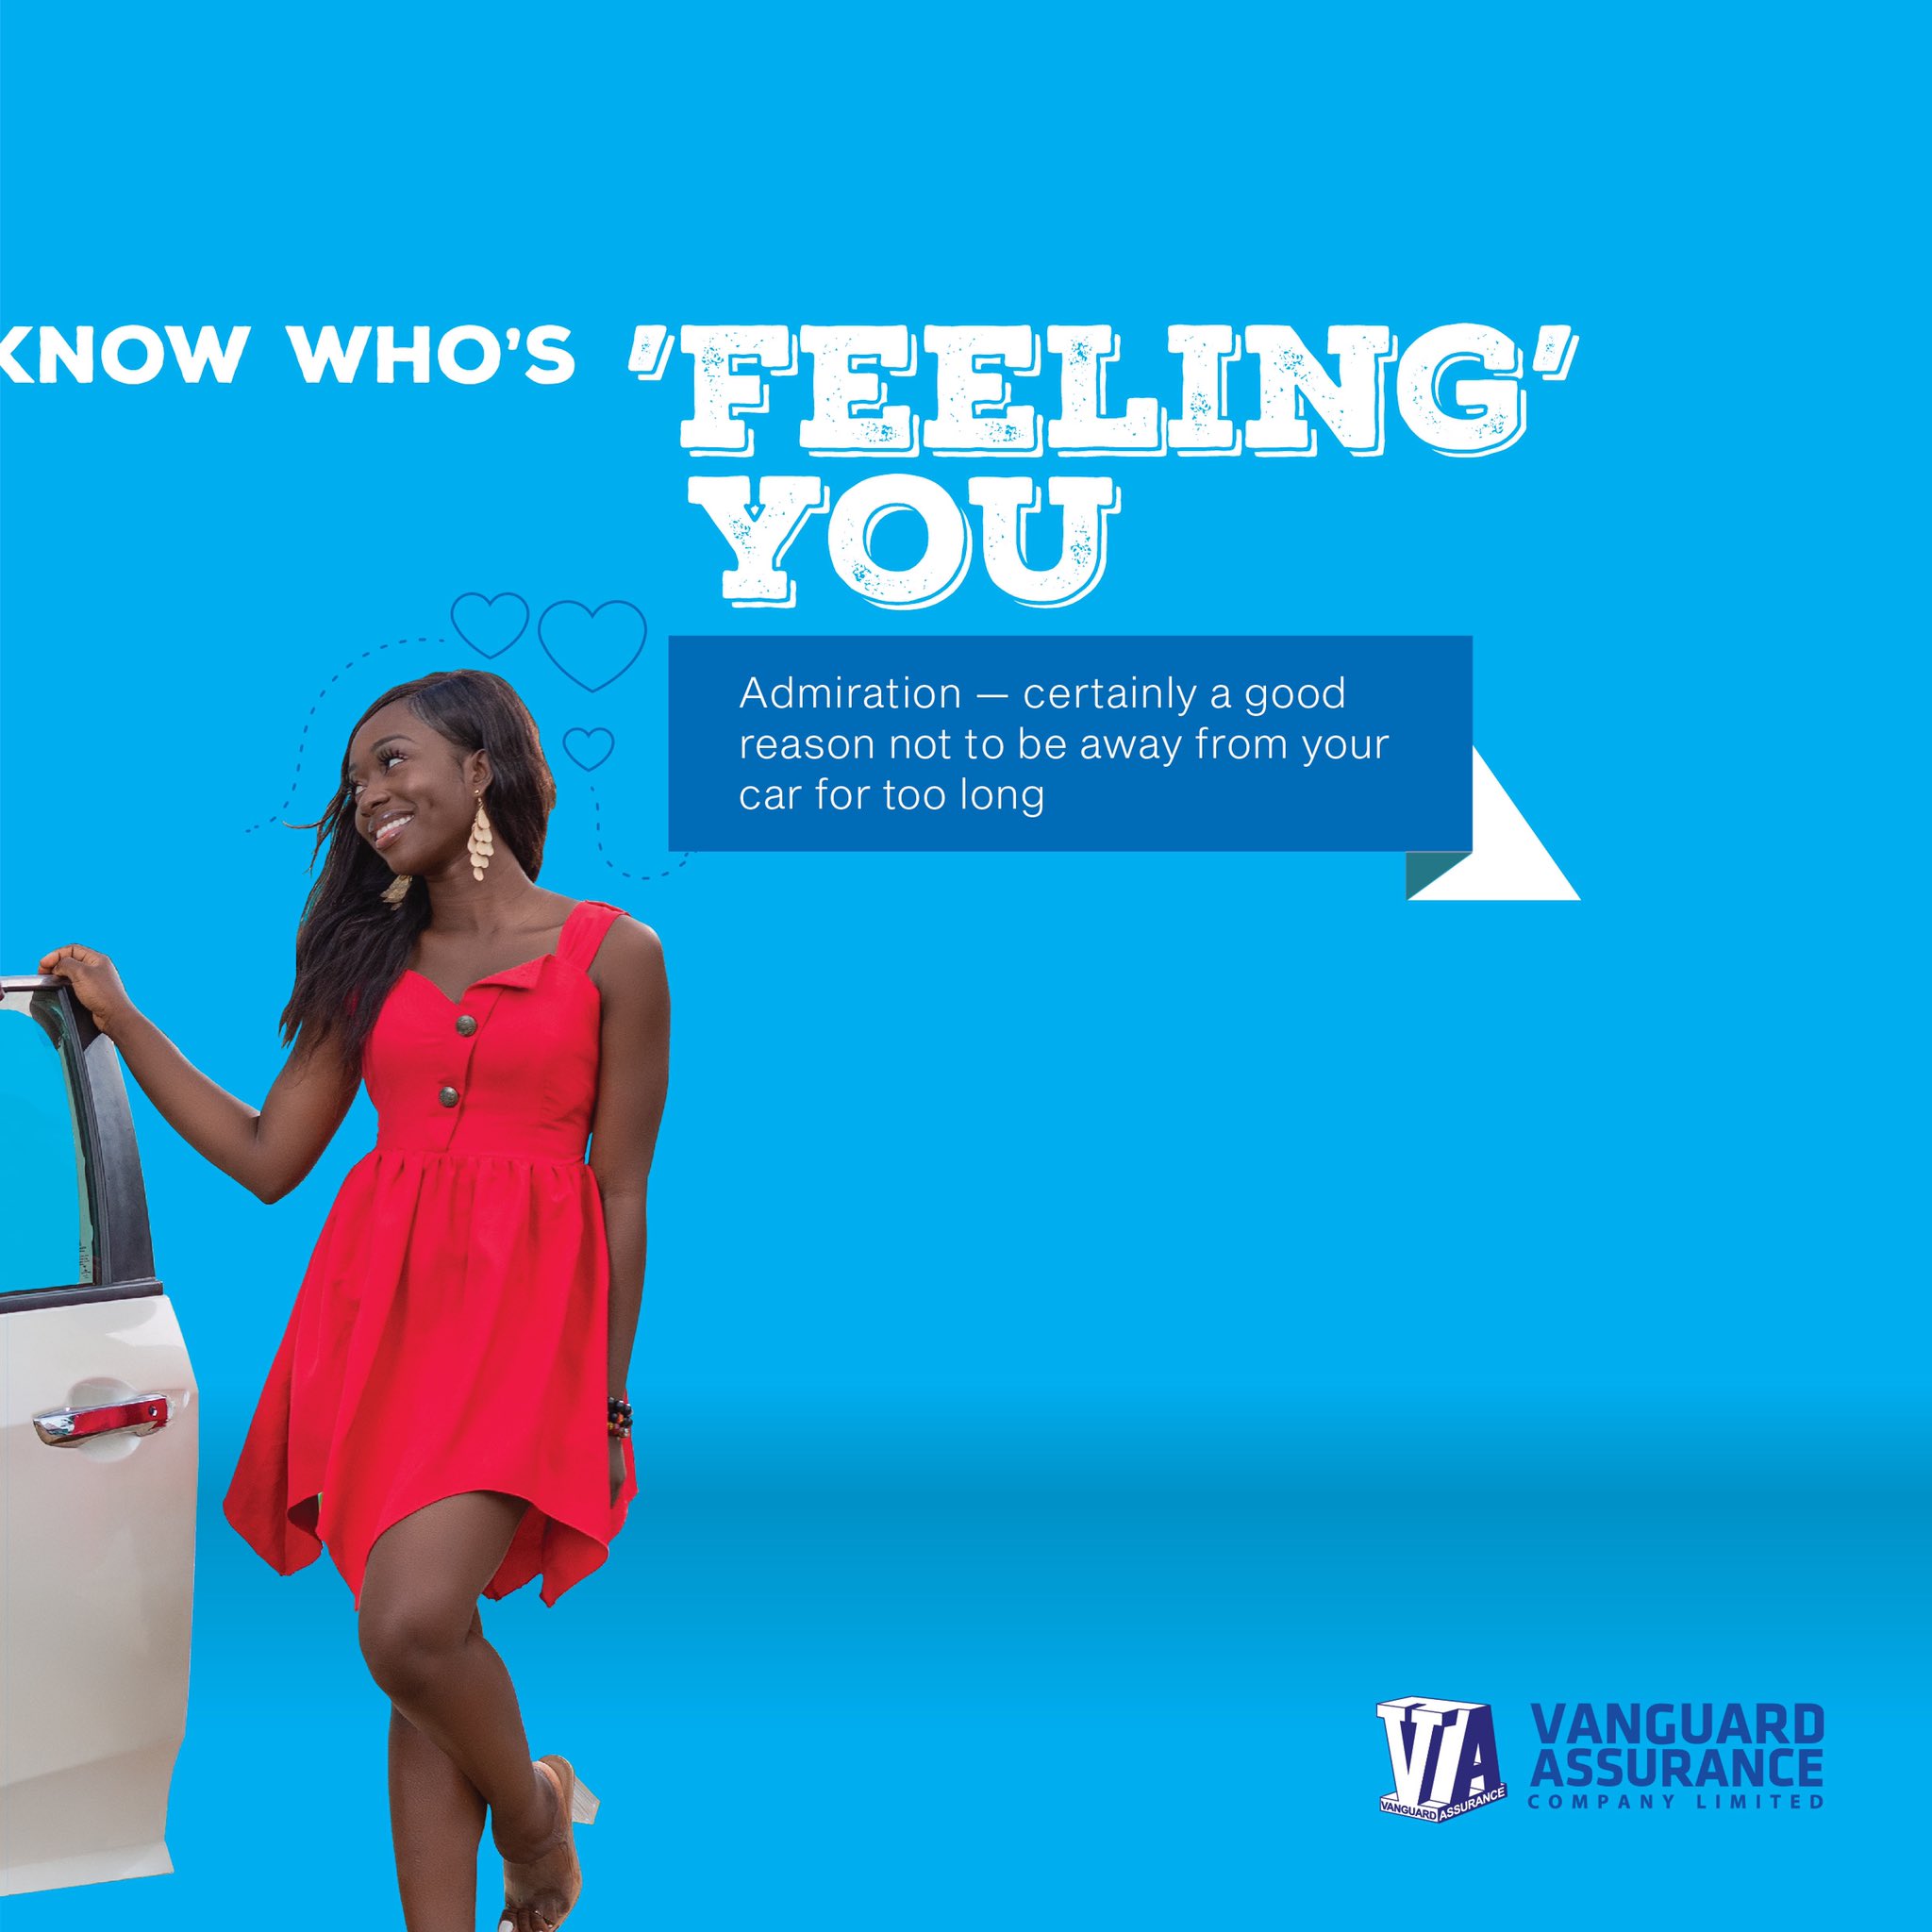 KNOW WHO'S 'FEELING'
YOU
Admiration — certainly a good
reason not to be away from your
car for too long
VIA
VANGUARD ASSURANCE
VANGUARD
ASSURANCE
COMPANY LIMITED